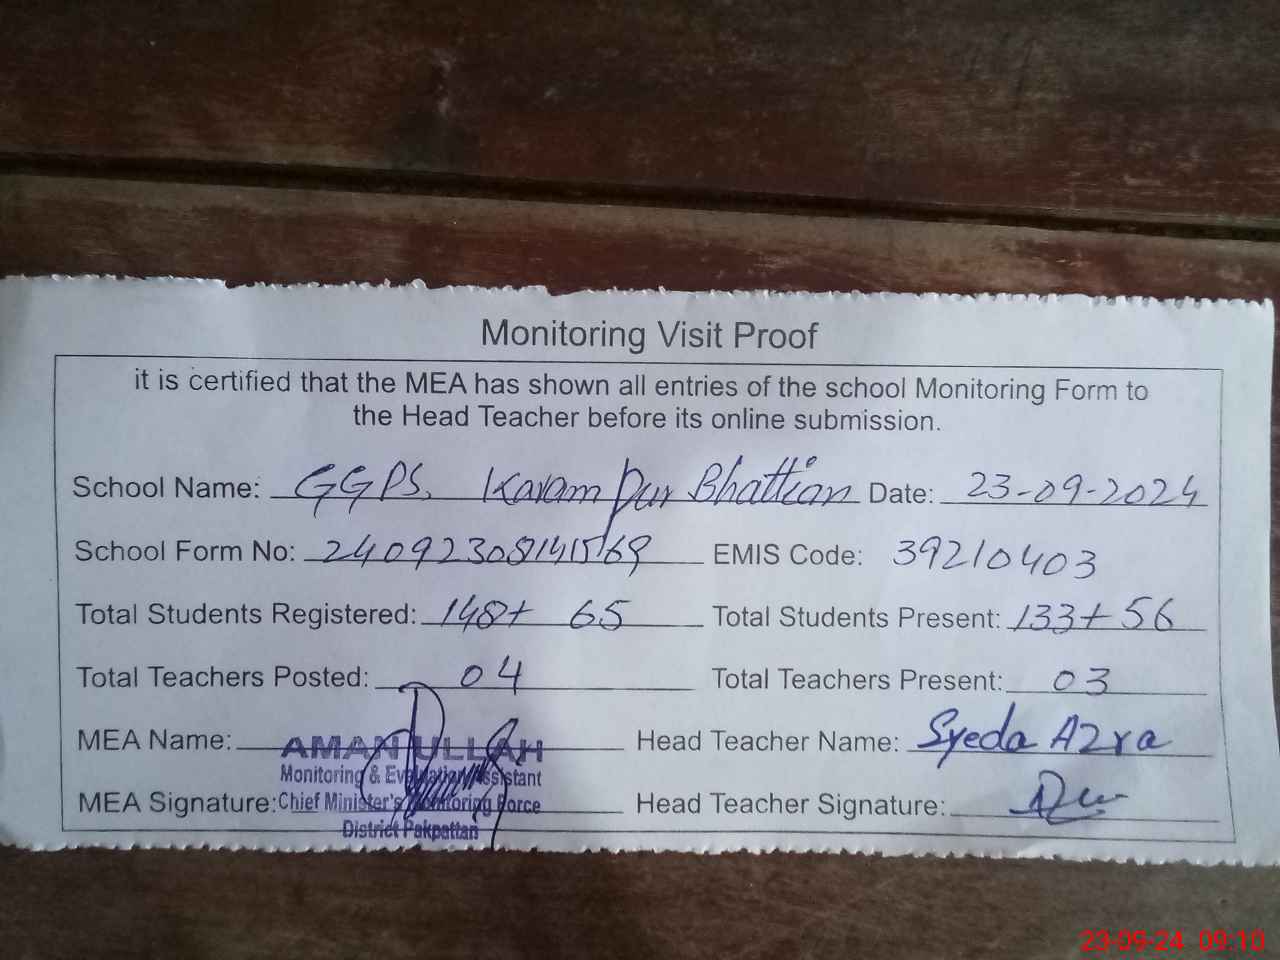 Monitoring Visit Proof
it is certified that the MEA has shown all entries of the school Monitoring Form to
the Head Teacher before its online submission.
School Name: GGPS, Karam Pur Bhattian Date: 23-09-2024
School Form No: 240923081141569 EMIS Code: 39210403
Total Students Registered: 148+ 65 Total Students Present: 133+56
Total Teachers Posted: 04 Total Teachers Present: 03
MEA Name: AMAN ULLAH Head Teacher Name: Syeda Azra
Monitoring & Evaluation Assistant
MEA Signature: Chief Minister's Monitoring Force Head Teacher Signature:
District Pakpattan
23-09-24 09:10